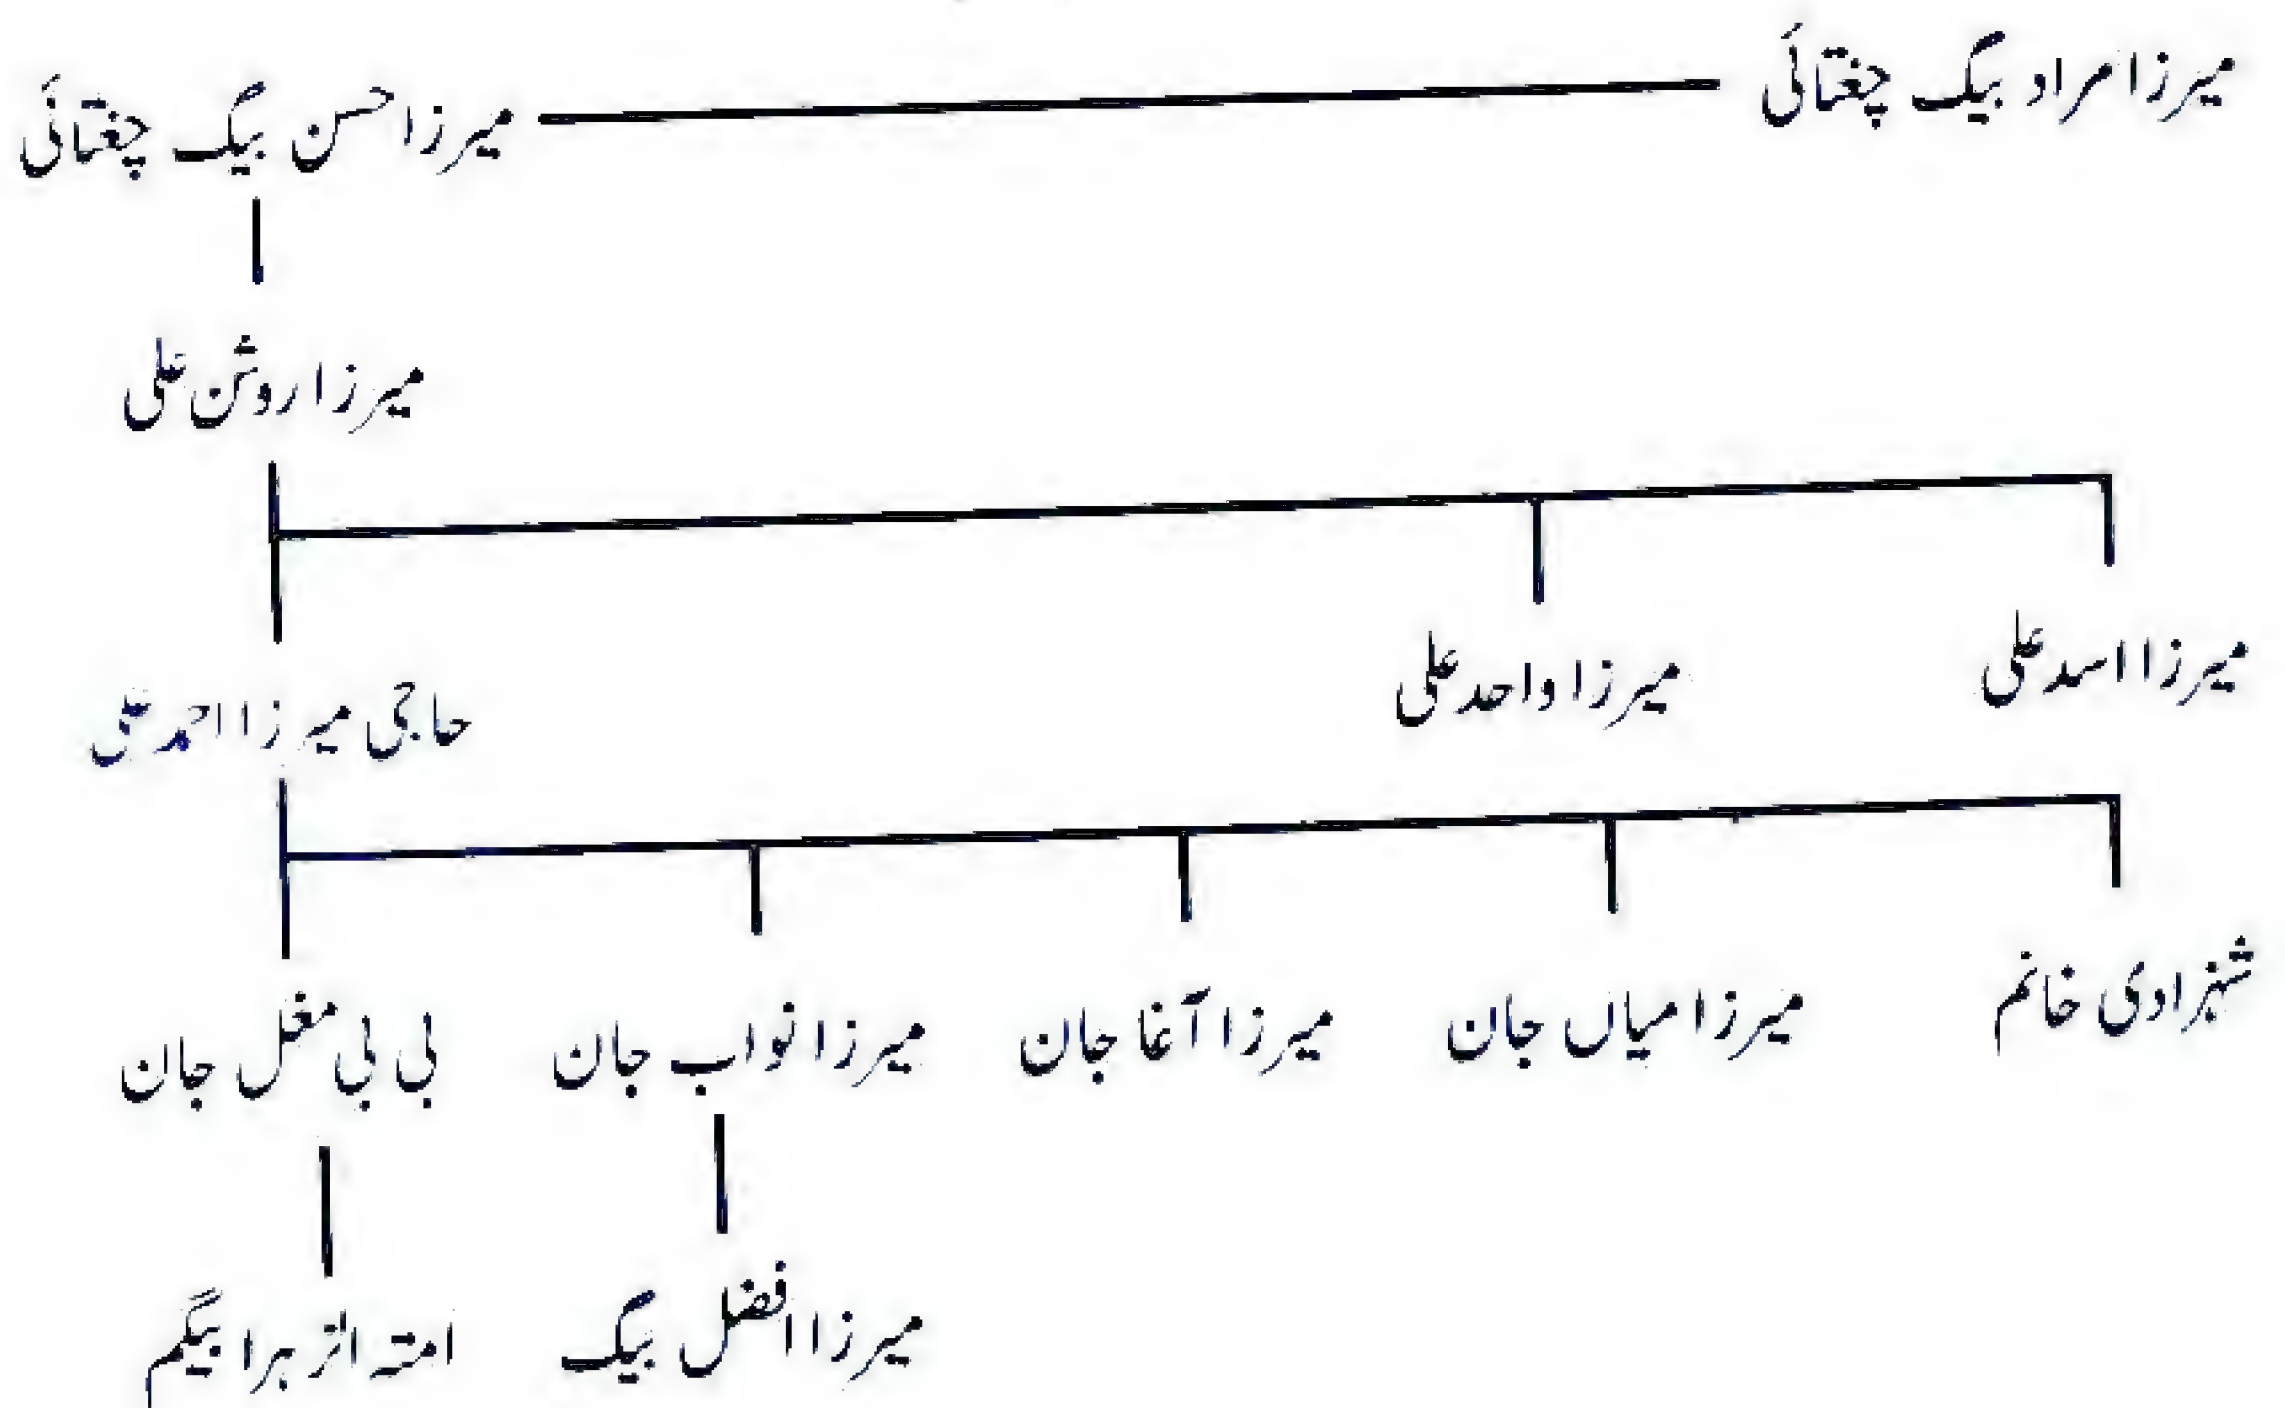 میرزا مراد بیگ چغتائی میرزا حسن بیگ چغتائی
میرزا روشن علی
میرزا اسد علی میرزا واحد علی حاجی میرزا احمد علی
شہزادی خانم میرزا میاں جان میرزا آغا جان میرزا نواب جان بی بی مغل جان
میرزا افضل بیگ امتہ الزہرا بیگم